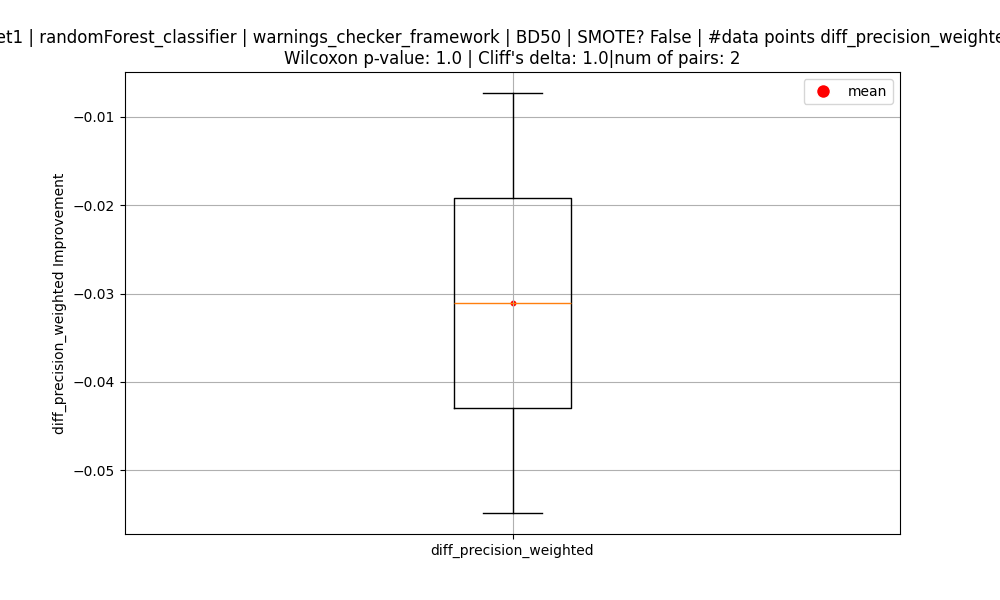 et1 | randomForest_classifier | warnings_checker_framework | BD50 | SMOTE? False | #data points diff_precision_weighte
Wilcoxon p-value: 1.0 | Cliff's delta: 1.0|num of pairs: 2
mean
−0.01
−0.02
−0.03
−0.04
−0.05
diff_precision_weighted Improvement
diff_precision_weighted